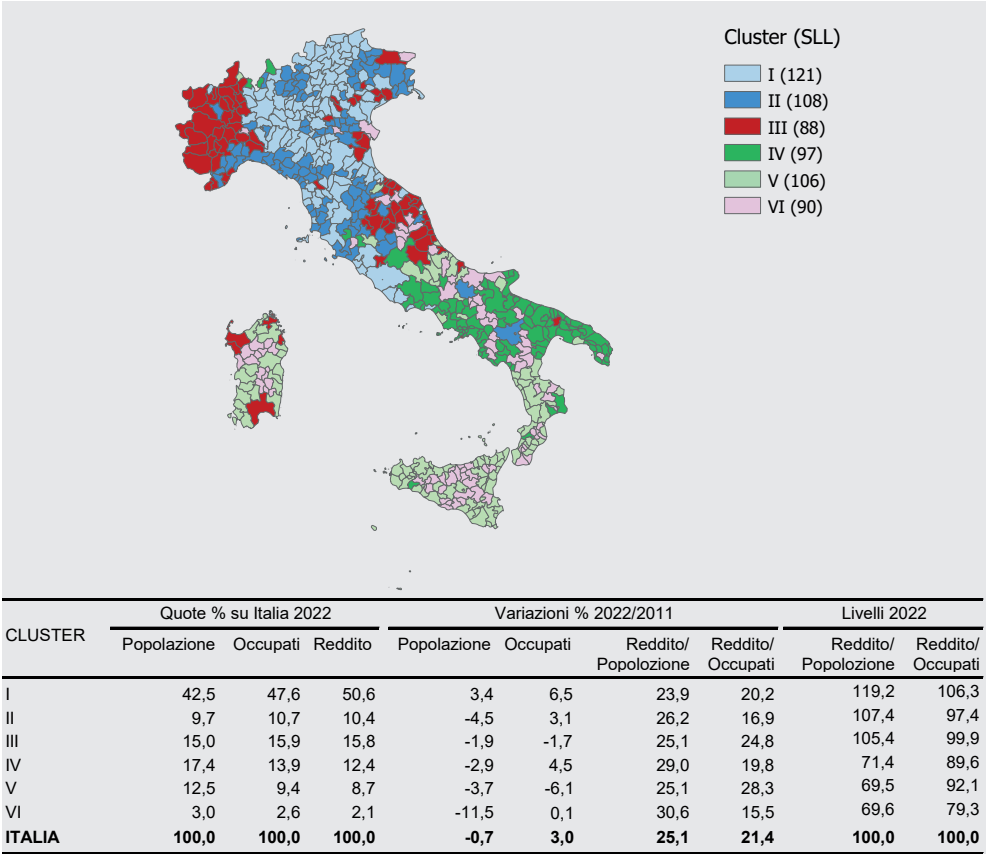 Cluster (SLL)
I (121)
II (108)
III (88)
IV (97)
V (106)
VI (90)
CLUSTER Quote % su Italia 2022 Variazioni % 2022/2011 Livelli 2022
Popolazione Occupati Reddito Popolazione Occupati Reddito/ Popolozione Reddito/ Occupati Reddito/ Popolozione Reddito/ Occupati
I 42,5 47,6 50,6 3,4 6,5 23,9 20,2 119,2 106,3
II 9,7 10,7 10,4 -4,5 3,1 26,2 16,9 107,4 97,4
III 15,0 15,9 15,8 -1,9 -1,7 25,1 24,8 105,4 99,9
IV 17,4 13,9 12,4 -2,9 4,5 29,0 19,8 71,4 89,6
V 12,5 9,4 8,7 -3,7 -6,1 25,1 28,3 69,5 92,1
VI 3,0 2,6 2,1 -11,5 0,1 30,6 15,5 69,6 79,3
ITALIA 100,0 100,0 100,0 -0,7 3,0 25,1 21,4 100,0 100,0